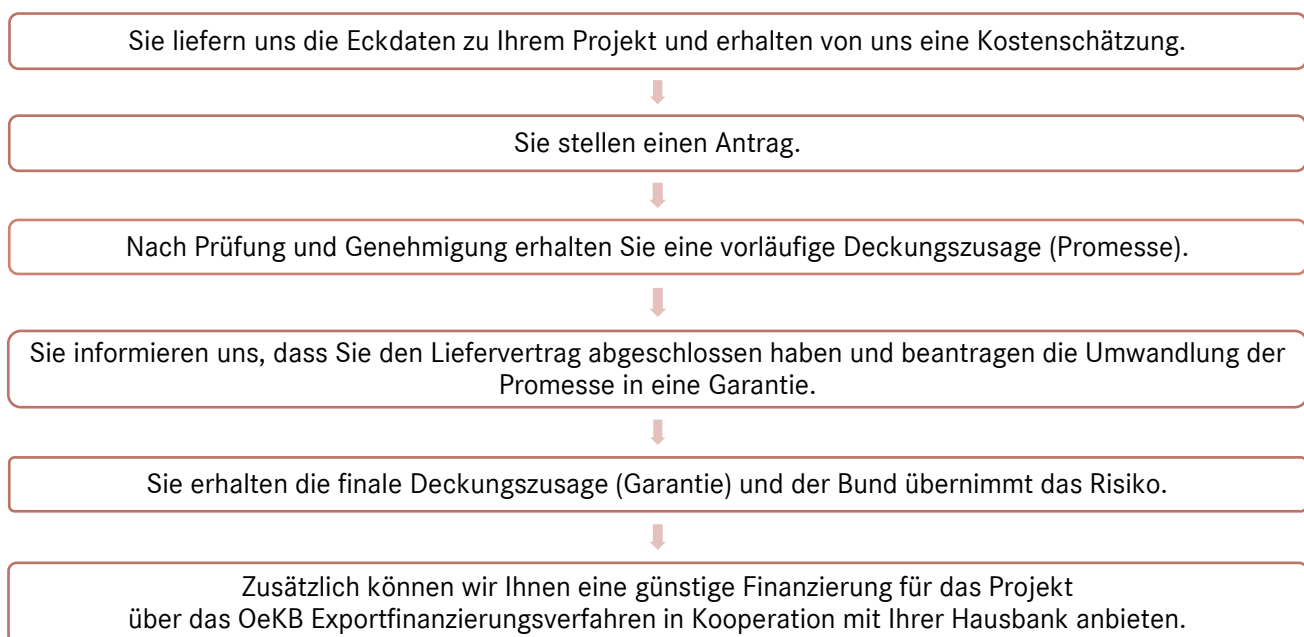 Sie liefern uns die Eckdaten zu Ihrem Projekt und erhalten von uns eine Kostenschätzung.
Sie stellen einen Antrag.
Nach Prüfung und Genehmigung erhalten Sie eine vorläufige Deckungszusage (Promesse).
Sie informieren uns, dass Sie den Liefervertrag abgeschlossen haben und beantragen die Umwandlung der
Promesse in eine Garantie.
Sie erhalten die finale Deckungszusage (Garantie) und der Bund übernimmt das Risiko.
Zusätzlich können wir Ihnen eine günstige Finanzierung für das Projekt
über das OeKB Exportfinanzierungsverfahren in Kooperation mit Ihrer Hausbank anbieten.